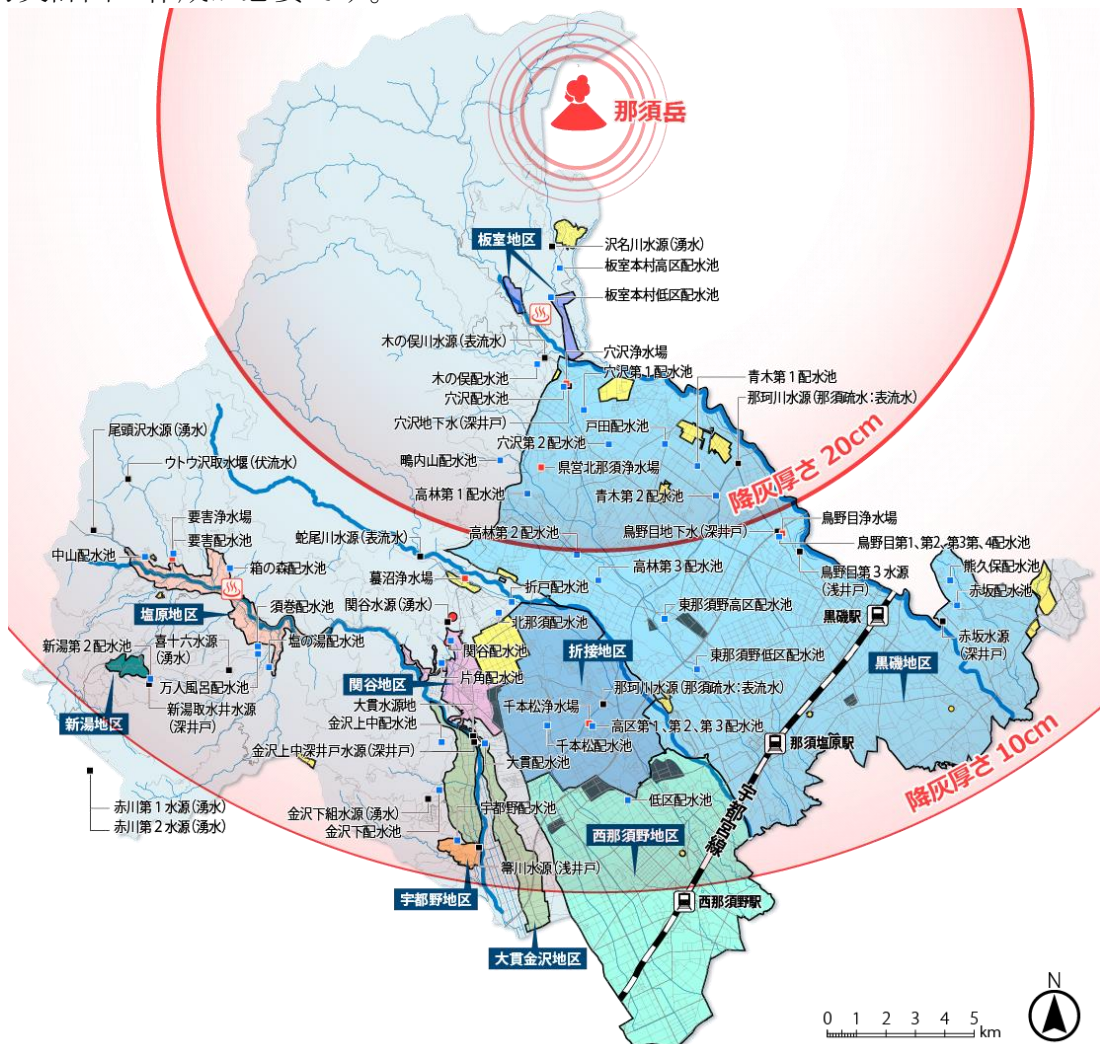 那須岳
板室地区
沢名川水源（湧水）
板室本村高区配水池
板室本村低区配水池
木の俣川水源（表流水）
穴沢浄水場
木の俣配水池
穴沢第1配水池
青木第1配水池
穴沢配水池
那珂川水源（那須疏水：表流水）
穴沢地下水（深井戸）
戸田配水池
尾頭沢水源（湧水）
穴沢第2配水池
ウトウ沢取水堰（伏流水）
鴫内山配水池
県営北那須浄水場
降灰厚さ 20cm
高林第1配水池
青木第2配水池
要害浄水場
鳥野目浄水場
要害配水池
蛇尾川水源（表流水）
高林第2配水池
鳥野目地下水（深井戸）
鳥野目第1、第2、第3第、4配水池
中山配水池
箱の森配水池
蟇沼浄水場
折戸配水池
高林第3配水池
鳥野目第3水源
（浅井戸）
熊久保配水池
赤坂配水池
塩原地区
須巻配水池
関谷水源（湧水）
北那須配水池
東那須野高区配水池
黒磯駅
赤坂水源
（深井戸）
新湯第2配水池
喜十六水源
（湧水）
塩の湯配水池
関谷配水池
折接地区
東那須野低区配水池
黒磯地区
万人風呂配水池
関谷地区
片角配水池
那珂川水源（那須疏水：表流水）
新湯地区
新湯取水井水源
（深井戸）
大貫水源地
千本松浄水場
金沢上中配水池
高区第1、第2、第3配水池
那須塩原駅
金沢上中深井戸水源（深井戸）
千本松配水池
大貫配水池
降灰厚さ 10cm
赤川第1水源（湧水）
赤川第2水源（湧水）
金沢下組水源（湧水）
宇都野配水池
低区配水池
宇都宮線
金沢下配水池
西那須野地区
箒川水源（浅井戸）
宇都野地区
西那須野駅
大貫金沢地区
N
0 1 2 3 4 5
km